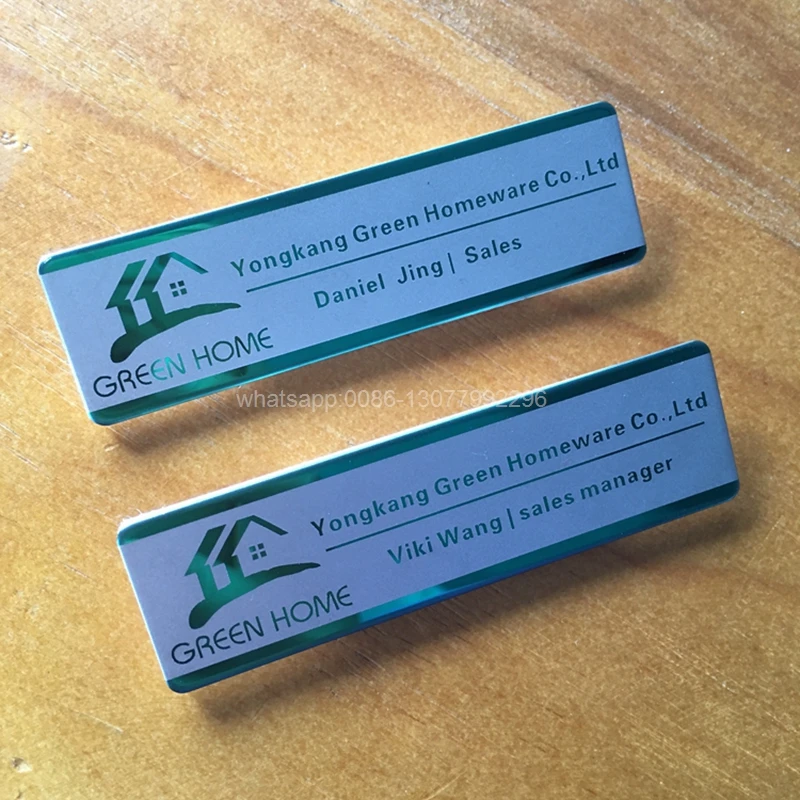 Yongkang Green Homeware Co.,Ltd
Daniel Jing| Sales
GREEN HOME
whatsapp 0086-13077992296
Yongkang Green Homeware Co.,Ltd
Viki Wang | sales manager
GREEN HOME